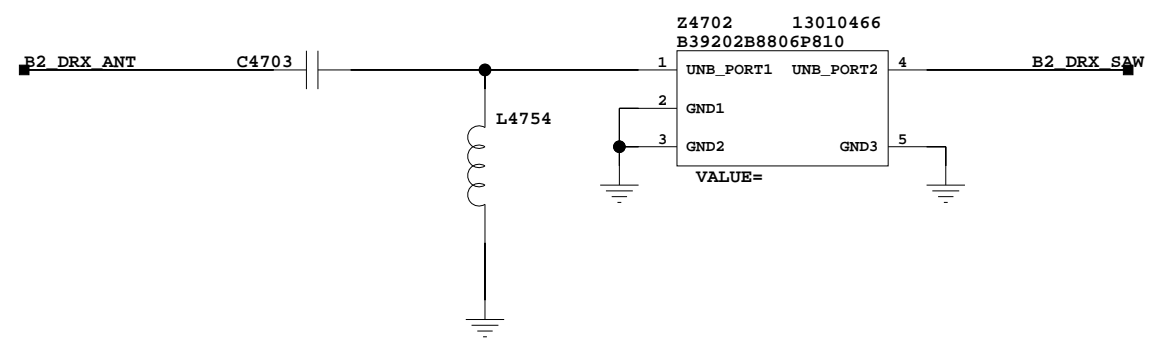 Z4702 13010466
B39202B8806P810
B2_DRX_ANT C4703 1 UNB_PORT1 UNB_PORT2 4 B2_DRX_SAW
2 GND1
L4754
3 GND2 GND3 5
VALUE=